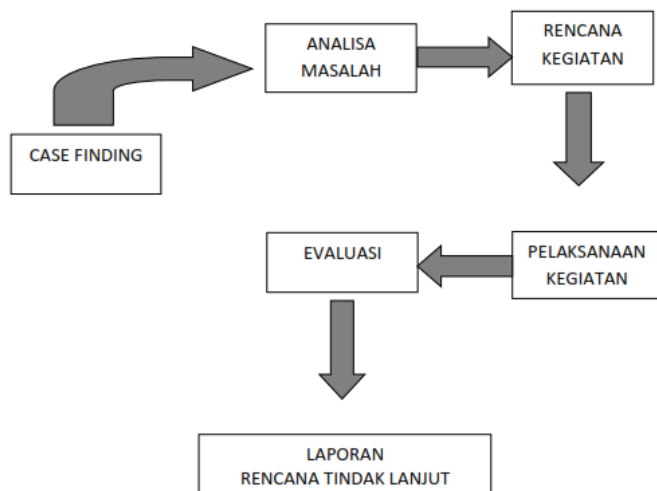 CASE FINDING
ANALISA
MASALAH
RENCANA
KEGIATAN
PELAKSANAAN
KEGIATAN
EVALUASI
LAPORAN
RENCANA TINDAK LANJUT